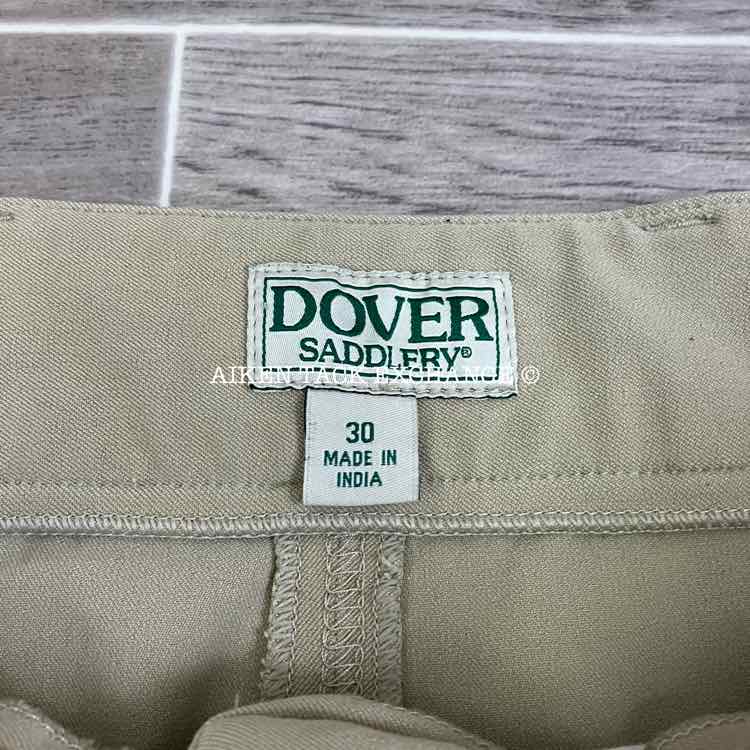 DOVER
SADDLERY®
AIKEN TACK EXCHANGE ©
30
MADE IN
INDIA